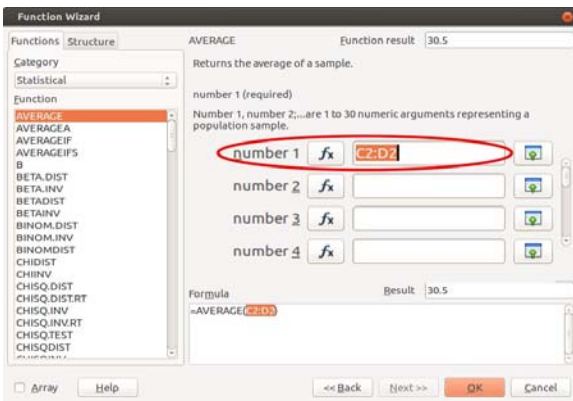 Function Wizard
Functions Structure
Category
Statistical
Function
AVERAGE
AVERAGEA
AVERAGEIF
AVERAGEIFS
B
BETA.DIST
BETA.INV
BETADIST
BETAINV
BINOM.DIST
BINOM.INV
BINOMDIST
CHIDIST
CHIINV
CHISQ.DIST
CHISQ.DIST.RT
CHISQ.INV
CHISQ.INV.RT
CHISQ.TEST
CHISQDIST
AVERAGE Function result 30.5
Returns the average of a sample.
number 1 (required)
Number 1, number 2;...are 1 to 30 numeric arguments representing a
population sample.
number 1 fx C2:D2
number 2 fx
number 3 fx
number 4 fx
Formula Result 30.5
=AVERAGE(C2:D2)
Array Help << Back Next >> OK Cancel